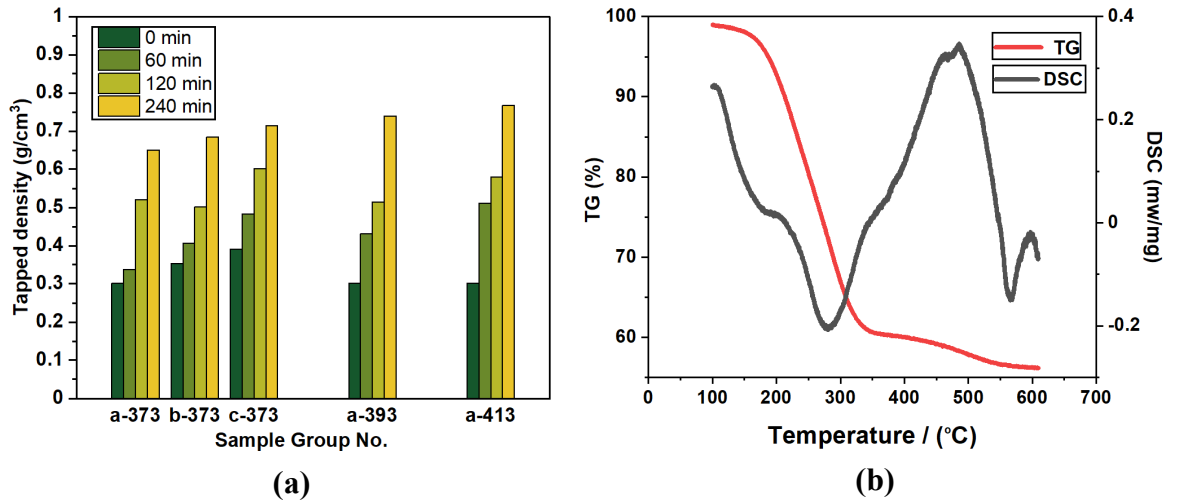 (a)
1
0.9
0.8
0.7
0.6
0.5
0.4
0.3
0.2
0.1
0
Tapped density (g/cm³)
0 min
60 min
120 min
240 min
a-373 b-373 c-373 a-393 a-413
Sample Group No.
(a)
(b)
100
90
80
70
60
TG (%)
TG
DSC
0.4
0.2
0
-0.2
DSC (mw/mg)
0 100 200 300 400 500 600 700
Temperature / (°C)
(b)